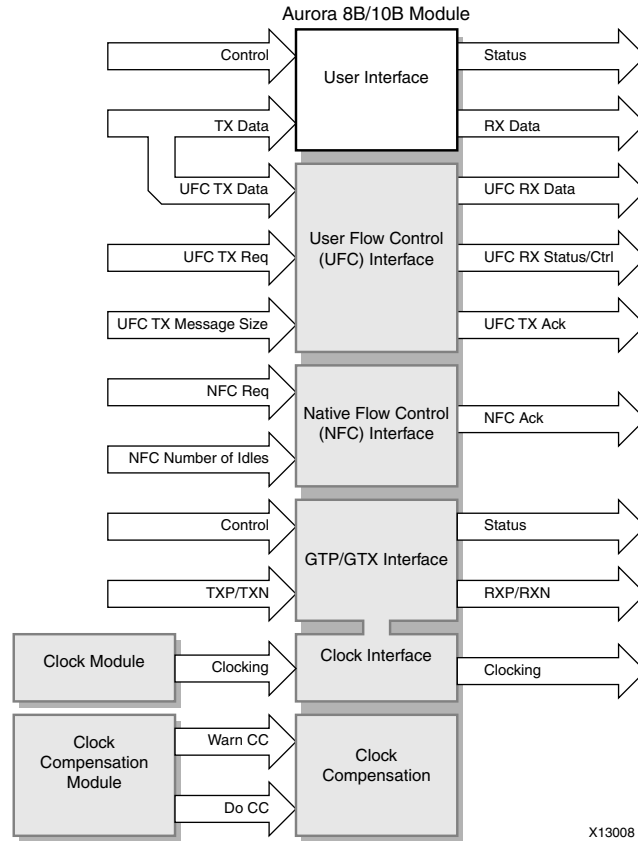 Aurora 8B/10B Module
Control
User Interface
Status
TX Data
RX Data
UFC TX Data
UFC RX Data
User Flow Control
(UFC) Interface
UFC TX Req
UFC RX Status/Ctrl
UFC TX Message Size
UFC TX Ack
NFC Req
Native Flow Control
(NFC) Interface
NFC Ack
NFC Number of Idles
Control
Status
GTP/GTX Interface
TXP/TXN
RXP/RXN
Clock Module
Clocking
Clock Interface
Clocking
Clock
Compensation
Module
Warn CC
Do CC
Clock
Compensation
X13008